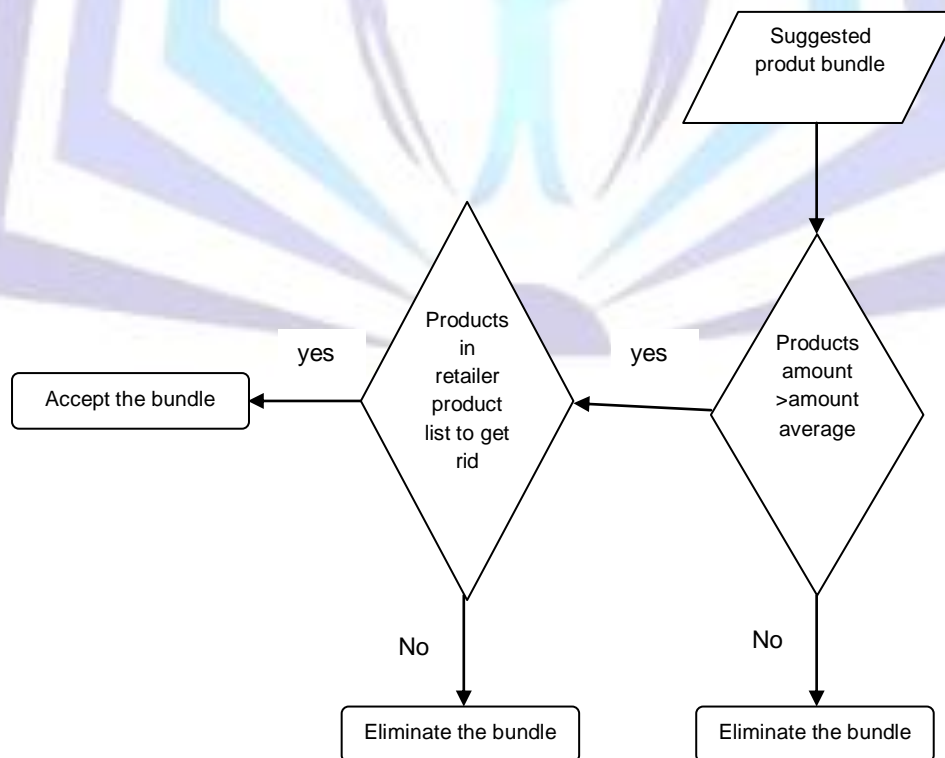 Suggested
produt bundle
Products
amount
>amount
average
yes
Products
in
retailer
product
list to get
rid
yes
Accept the bundle
No
Eliminate the bundle
No
Eliminate the bundle